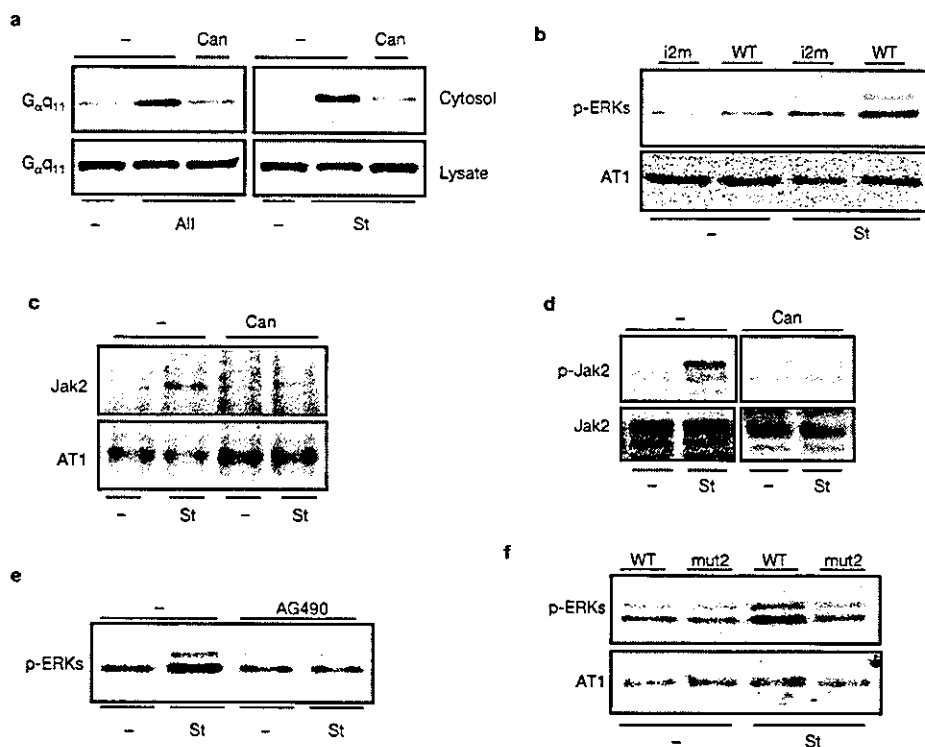 a
– Can – Can
Gαq11 Cytosol
Gαq11 Lysate
– AII – St
b
i2m WT i2m WT
p-ERKs
AT1
– St
c
– Can
Jak2
AT1
– St – St
d
– Can
p-Jak2
Jak2
– St – St
e
– AG490
p-ERKs
– St – St
f
WT mut2 WT mut2
p-ERKs
AT1
– St